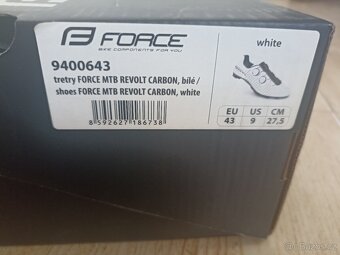 FORCE
BIKE COMPONENTS FOR YOU
white
9400643
tretry FORCE MTB REVOLT CARBON, bílé /
shoes FORCE MTB REVOLT CARBON, white
EU US CM
43 9 27,5
8 592627 186738